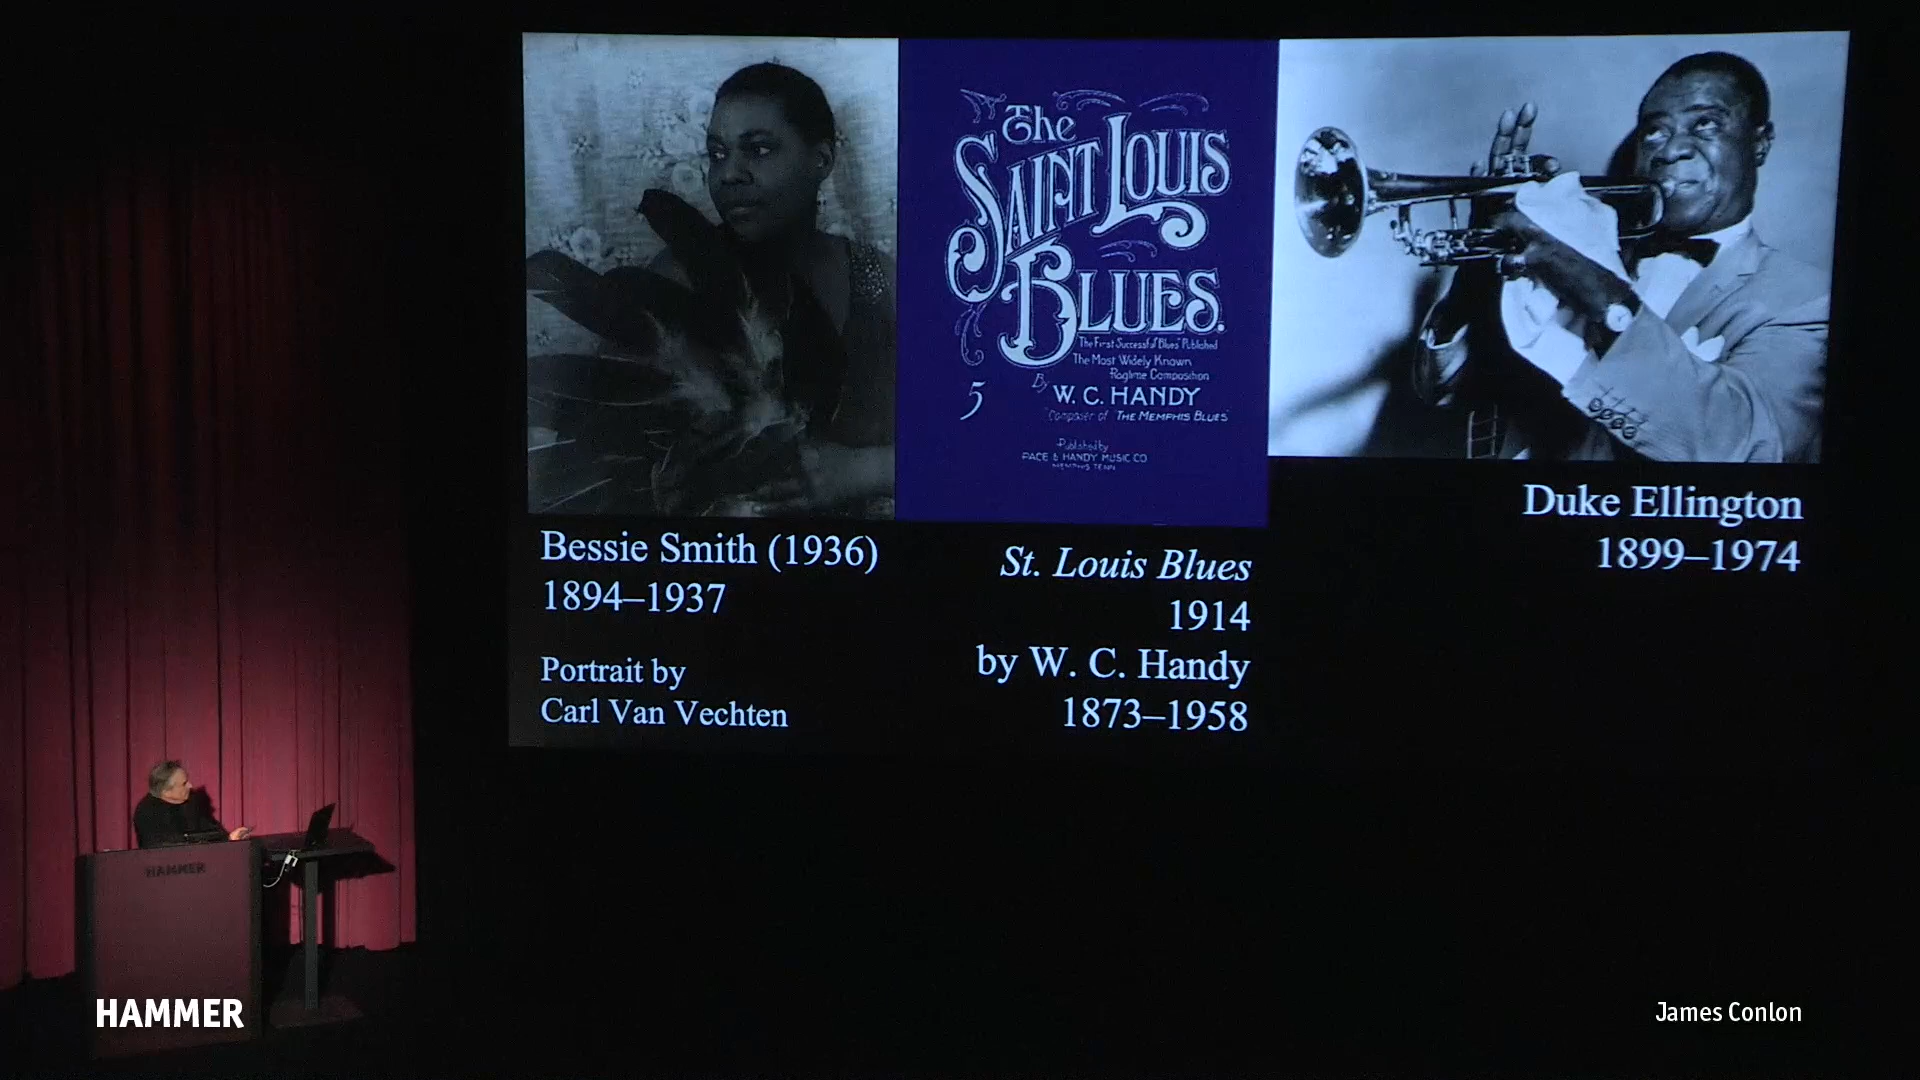 The
SAINT LOUIS
BLUES.
The First Successful "Blues" Published
The Most Widely Known
Ragtime Composition
By
W. C. HANDY
Composer of "THE MEMPHIS BLUES"
5
Published by
PACE & HANDY MUSIC CO
MEMPHIS TENN
Bessie Smith (1936)
1894–1937
Portrait by
Carl Van Vechten
St. Louis Blues
1914
by W. C. Handy
1873–1958
Duke Ellington
1899–1974
HAMMER
HAMMER
James Conlon